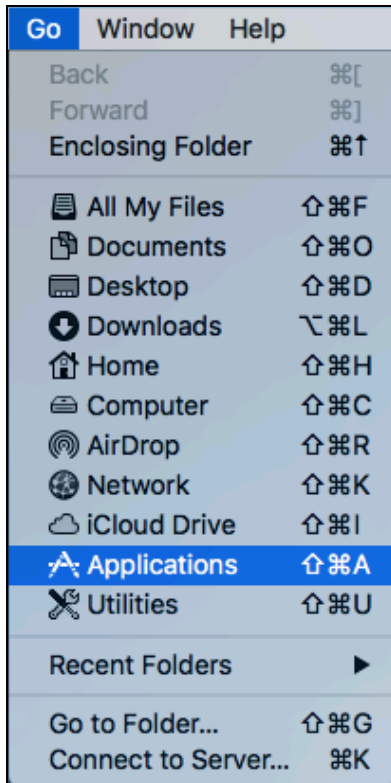 Go Window Help
Back ⌘[
Forward ⌘]
Enclosing Folder ⌘↑
All My Files ⇧⌘F
Documents ⇧⌘O
Desktop ⇧⌘D
Downloads ⌥⌘L
Home ⇧⌘H
Computer ⇧⌘C
AirDrop ⇧⌘R
Network ⇧⌘K
iCloud Drive ⇧⌘I
Applications ⇧⌘A
Utilities ⇧⌘U
Recent Folders ▶
Go to Folder... ⇧⌘G
Connect to Server... ⌘K